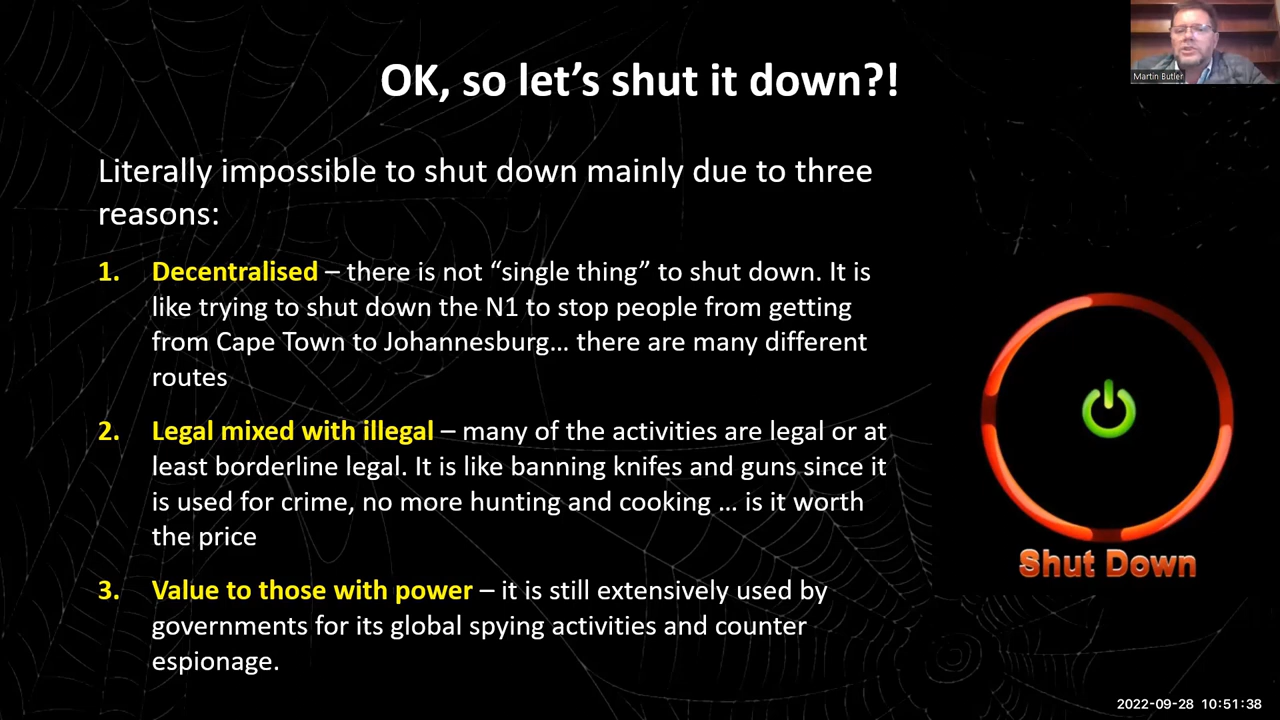 OK, so let’s shut it down?!
Martin Butler
Literally impossible to shut down mainly due to three
reasons:
1. Decentralised – there is not “single thing” to shut down. It is
like trying to shut down the N1 to stop people from getting
from Cape Town to Johannesburg… there are many different
routes
2. Legal mixed with illegal – many of the activities are legal or at
least borderline legal. It is like banning knifes and guns since it
is used for crime, no more hunting and cooking … is it worth
the price
3. Value to those with power – it is still extensively used by
governments for its global spying activities and counter
espionage.
Shut Down
2022-09-28 10:51:38